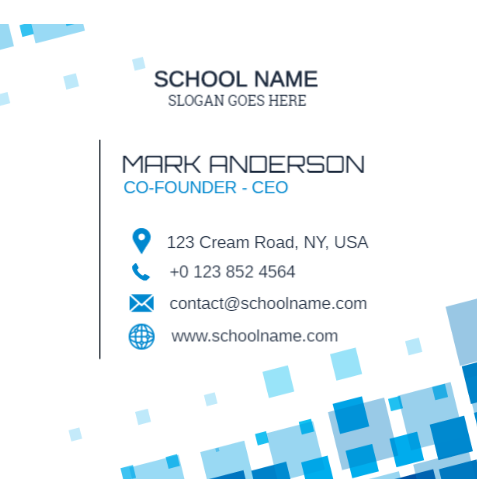 SCHOOL NAME
SLOGAN GOES HERE
MARK ANDERSON
CO-FOUNDER - CEO
123 Cream Road, NY, USA
+0 123 852 4564
contact@schoolname.com
www.schoolname.com